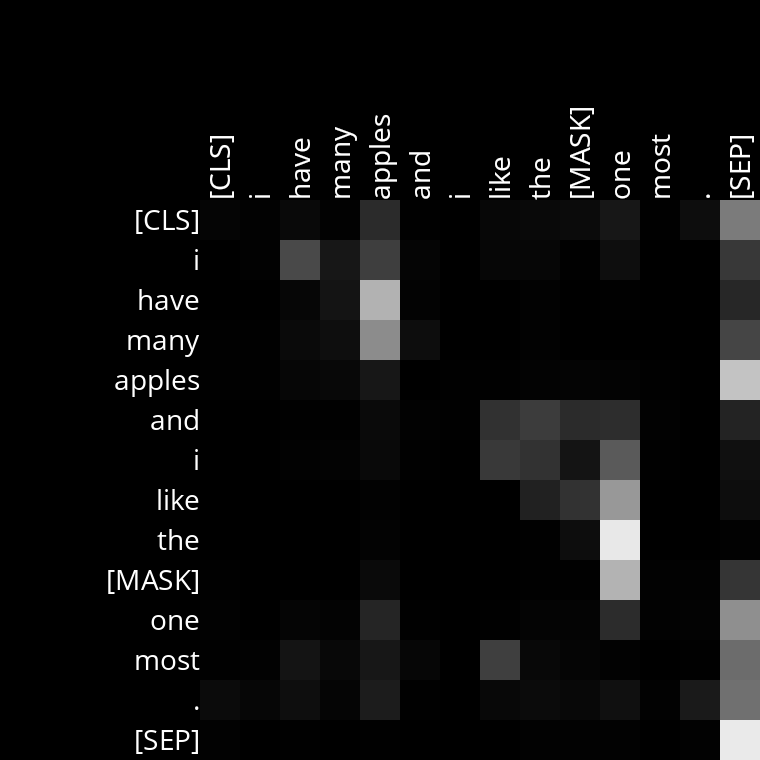 [CLS] i have many apples and i like the [MASK] one most . [SEP]
[CLS]
i
have
many
apples
and
i
like
the
[MASK]
one
most
.
[SEP]